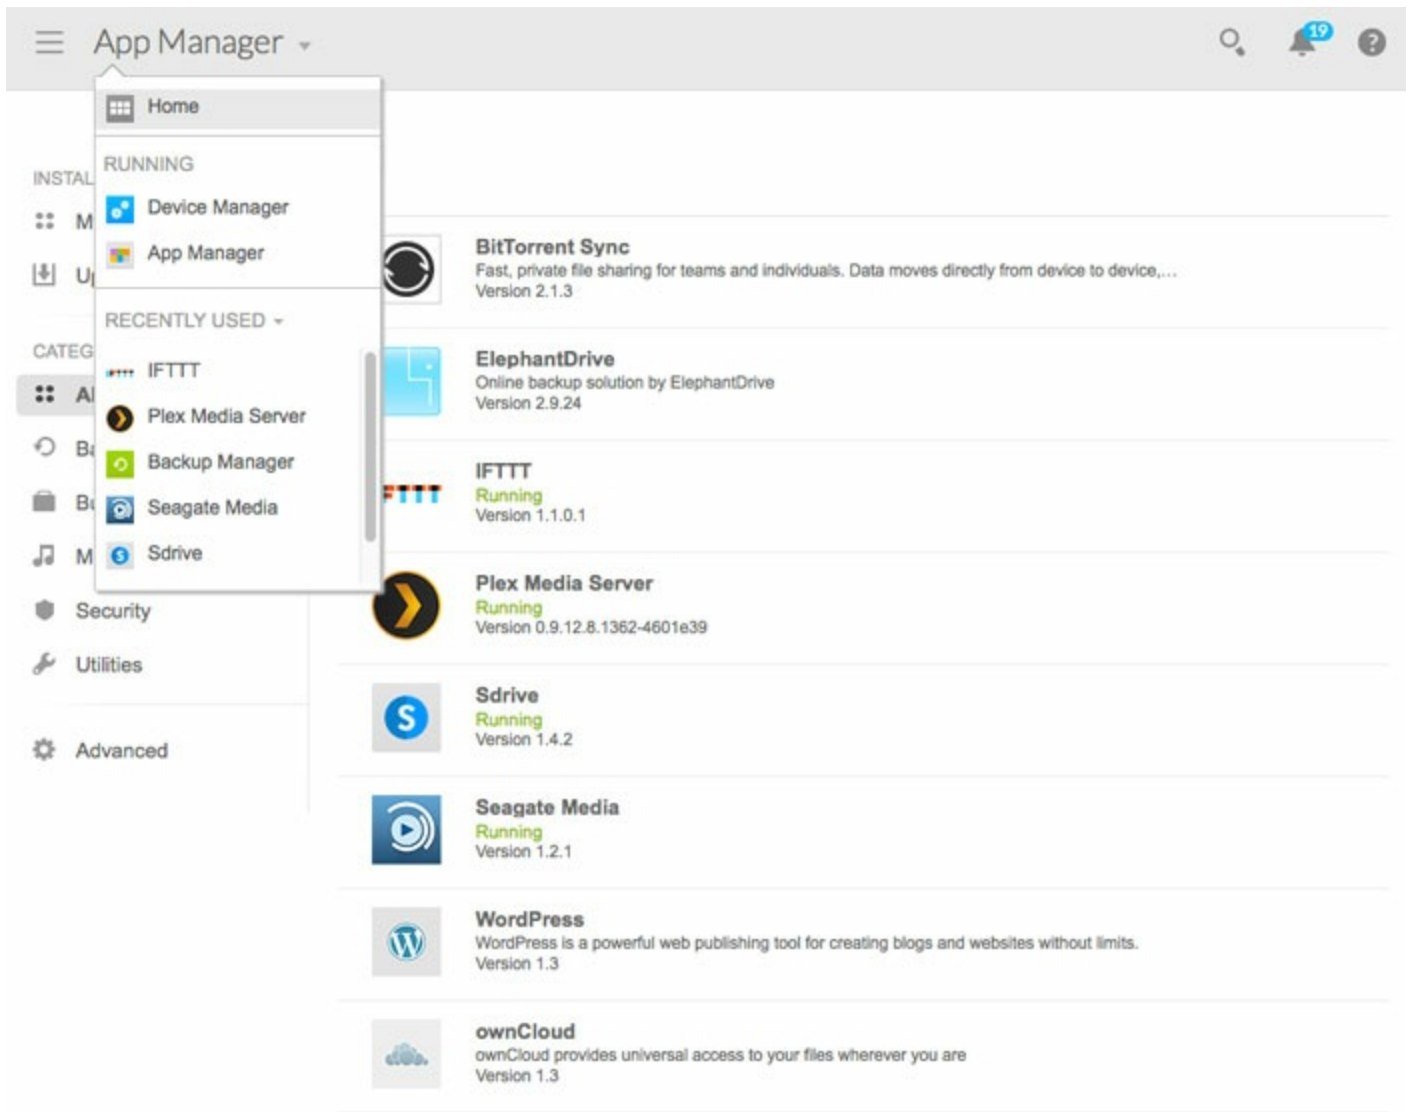 App Manager
19
?
Home
RUNNING
Device Manager
App Manager
RECENTLY USED
IFTTT
Plex Media Server
Backup Manager
Seagate Media
Sdrive
Security
Utilities
Advanced
BitTorrent Sync
Fast, private file sharing for teams and individuals. Data moves directly from device to device,...
Version 2.1.3
ElephantDrive
Online backup solution by ElephantDrive
Version 2.9.24
IFTTT
Running
Version 1.1.0.1
Plex Media Server
Running
Version 0.9.12.8.1362-4601e39
S
Sdrive
Running
Version 1.4.2
Seagate Media
Running
Version 1.2.1
W
WordPress
WordPress is a powerful web publishing tool for creating blogs and websites without limits.
Version 1.3
ownCloud
ownCloud provides universal access to your files wherever you are
Version 1.3